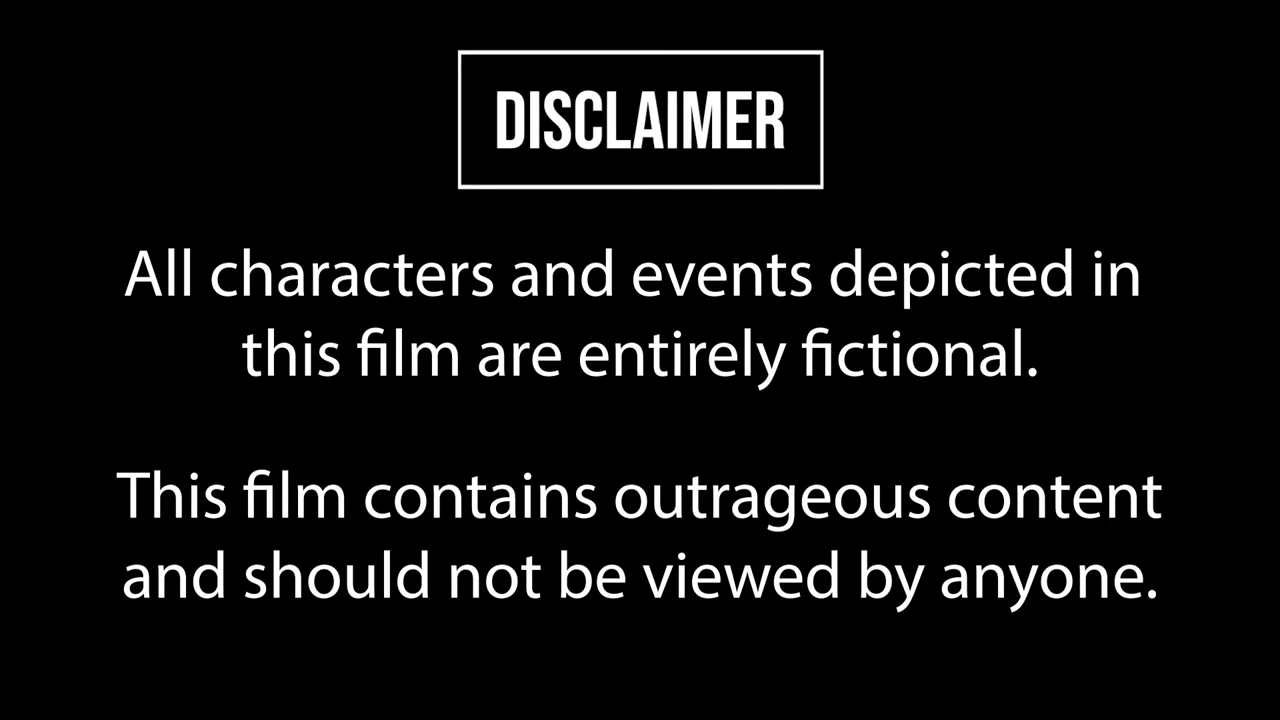 DISCLAIMER
All characters and events depicted in
this film are entirely fictional.
This film contains outrageous content
and should not be viewed by anyone.